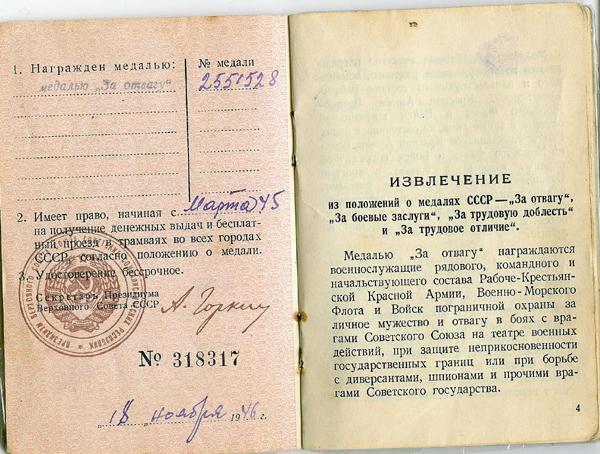 1. Награжден медалью:
№ медали
медалью „За отвагу“
2551528
2. Имеет право, начиная с Марта 45
на получение денежных выдач и бесплат-
ный проезд в трамваях во всех городах
СССР, согласно положению о медали.
3. Удостоверение бессрочное.
Секретарь Президиума
Верховного Совета СССР
А. Горкин
№ 318317
„18„ ноября 1946 г.
ИЗВЛЕЧЕНИЕ
из положений о медалях СССР — „За отвагу“,
„За боевые заслуги“, „За трудовую доблесть“
и „За трудовое отличие“.
Медалью „За отвагу“ награждаются
военнослужащие рядового, командного и
начальствующего состава Рабоче-Крестьян-
ской Красной Армии, Военно-Морского
Флота и Войск пограничной охраны за
личное мужество и отвагу в боях с вра-
гами Советского Союза на театре военных
действий, при защите неприкосновенности
государственных границ или при борьбе
с диверсантами, шпионами и прочими вра-
гами Советского государства.
4